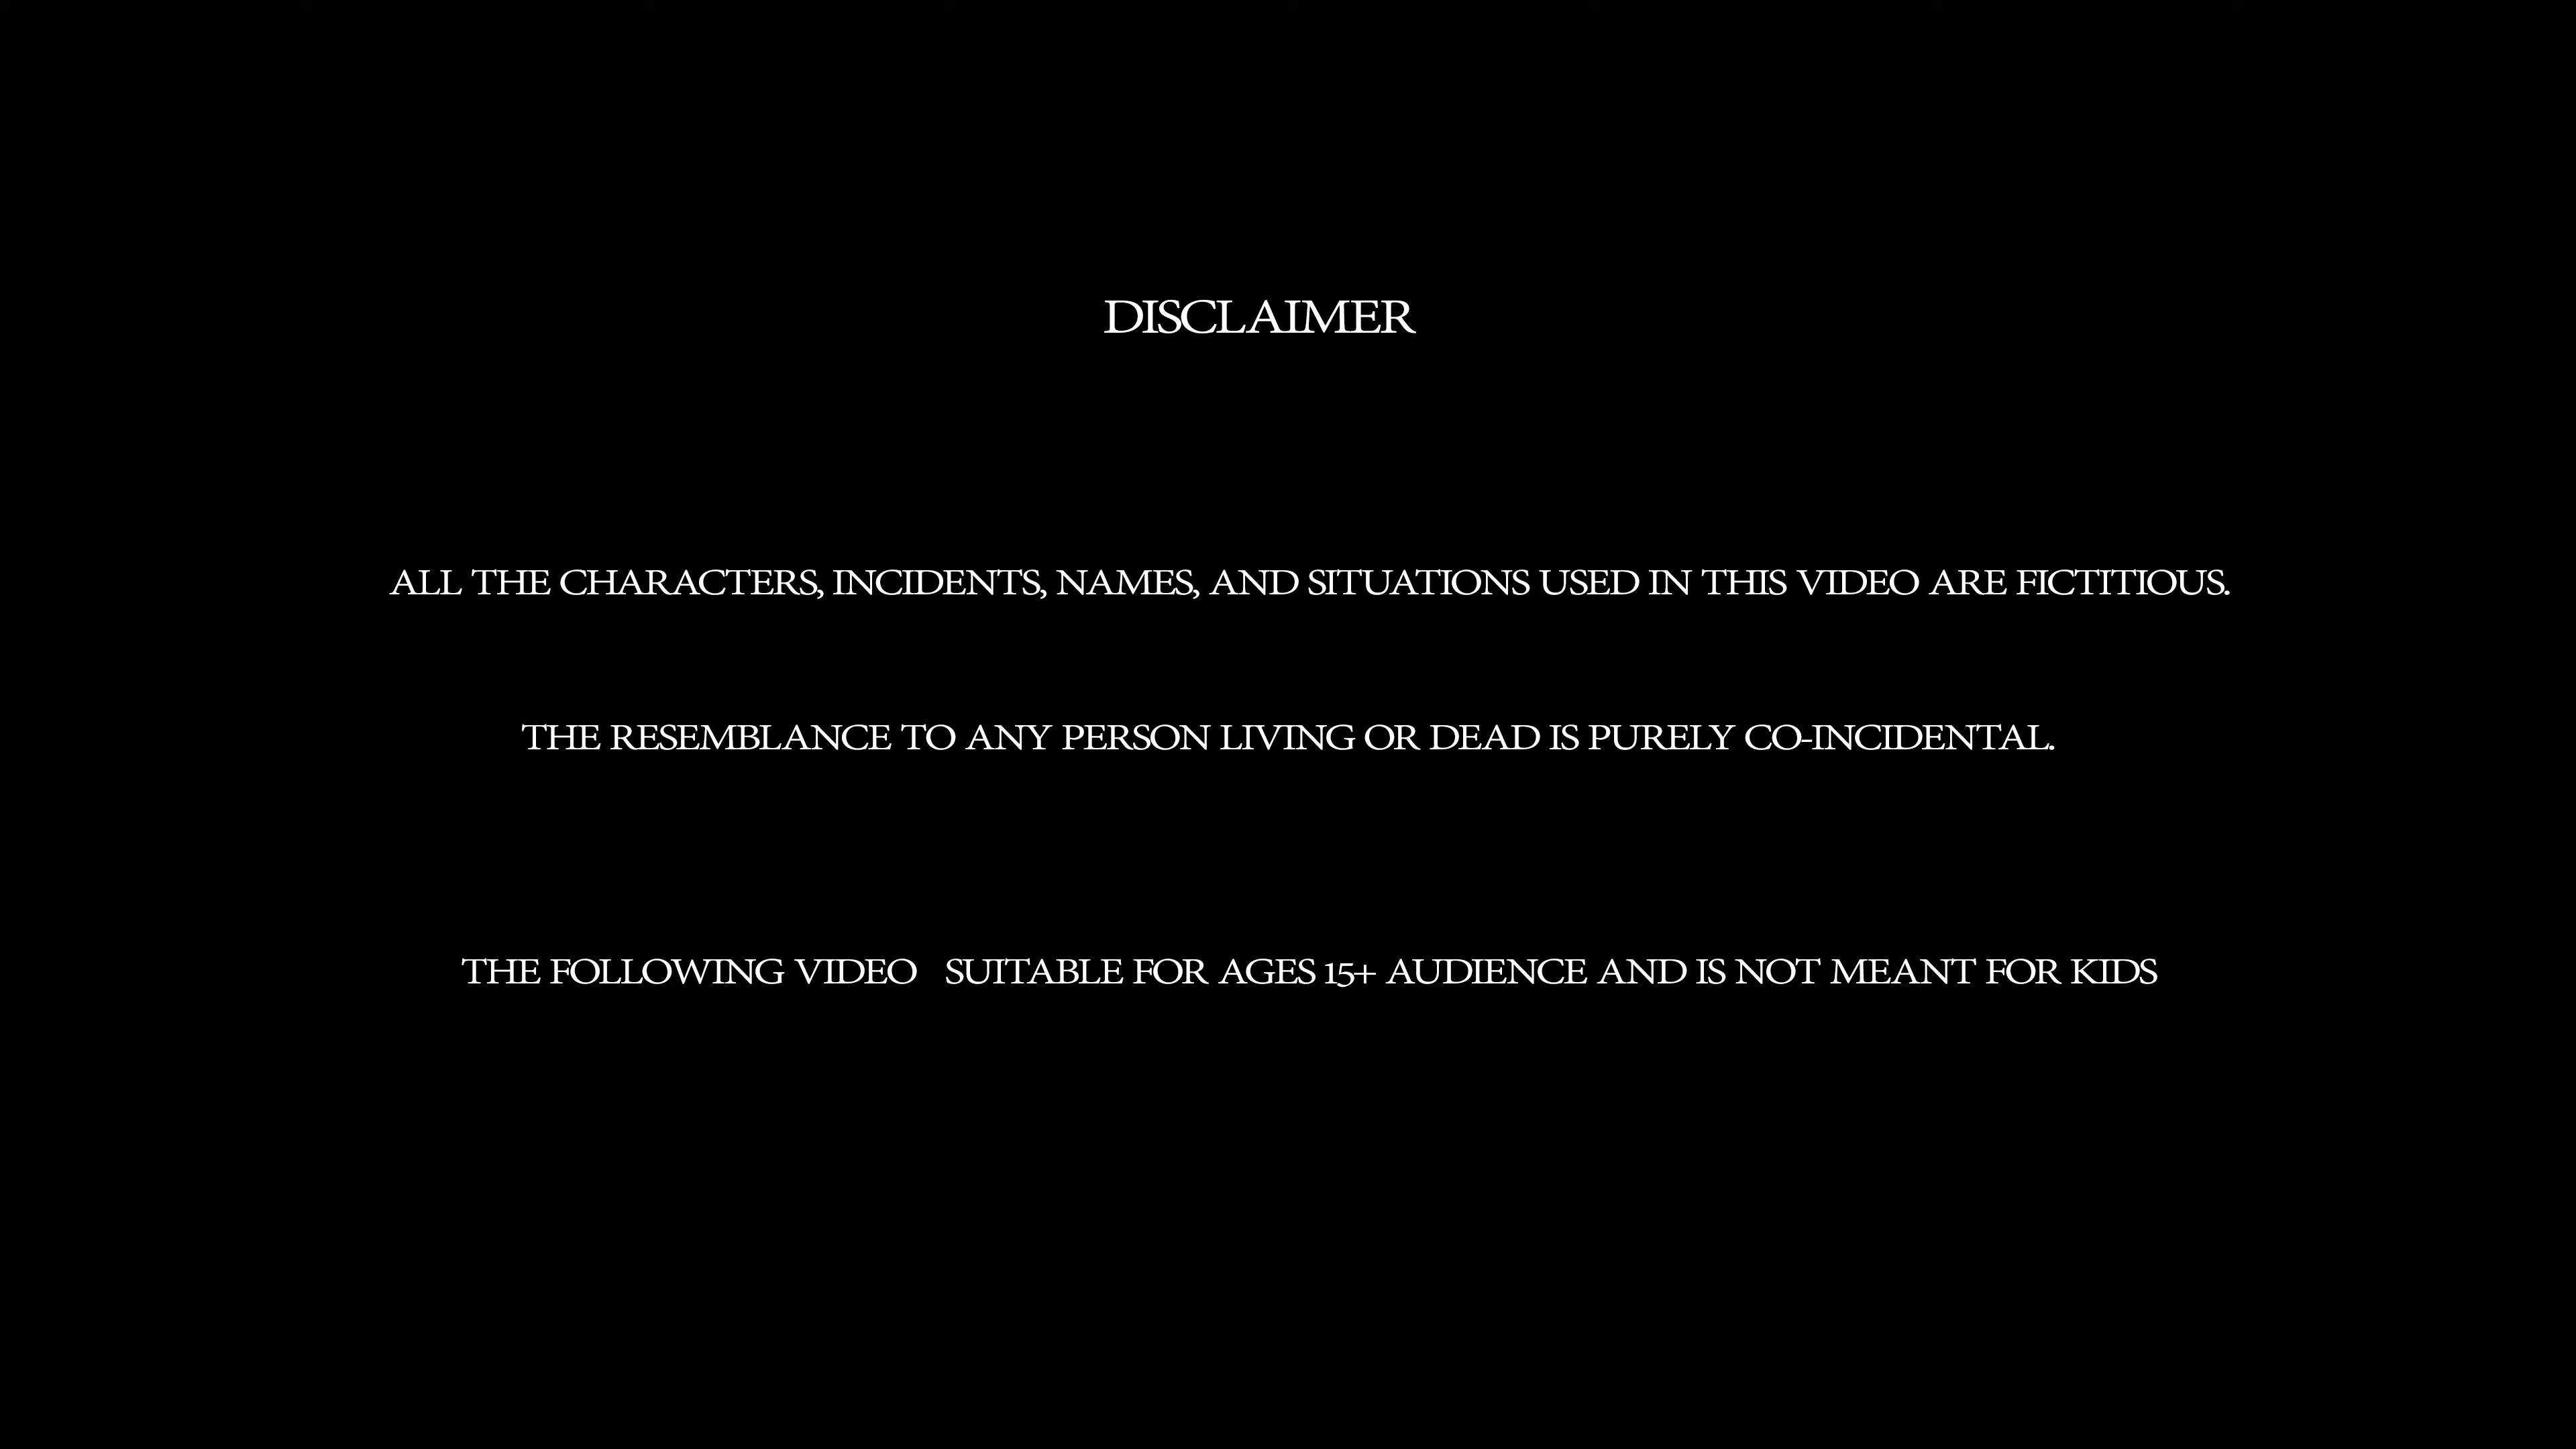 DISCLAIMER
ALL THE CHARACTERS, INCIDENTS, NAMES, AND SITUATIONS USED IN THIS VIDEO ARE FICTITIOUS.
THE RESEMBLANCE TO ANY PERSON LIVING OR DEAD IS PURELY CO-INCIDENTAL.
THE FOLLOWING VIDEO SUITABLE FOR AGES 15+ AUDIENCE AND IS NOT MEANT FOR KIDS